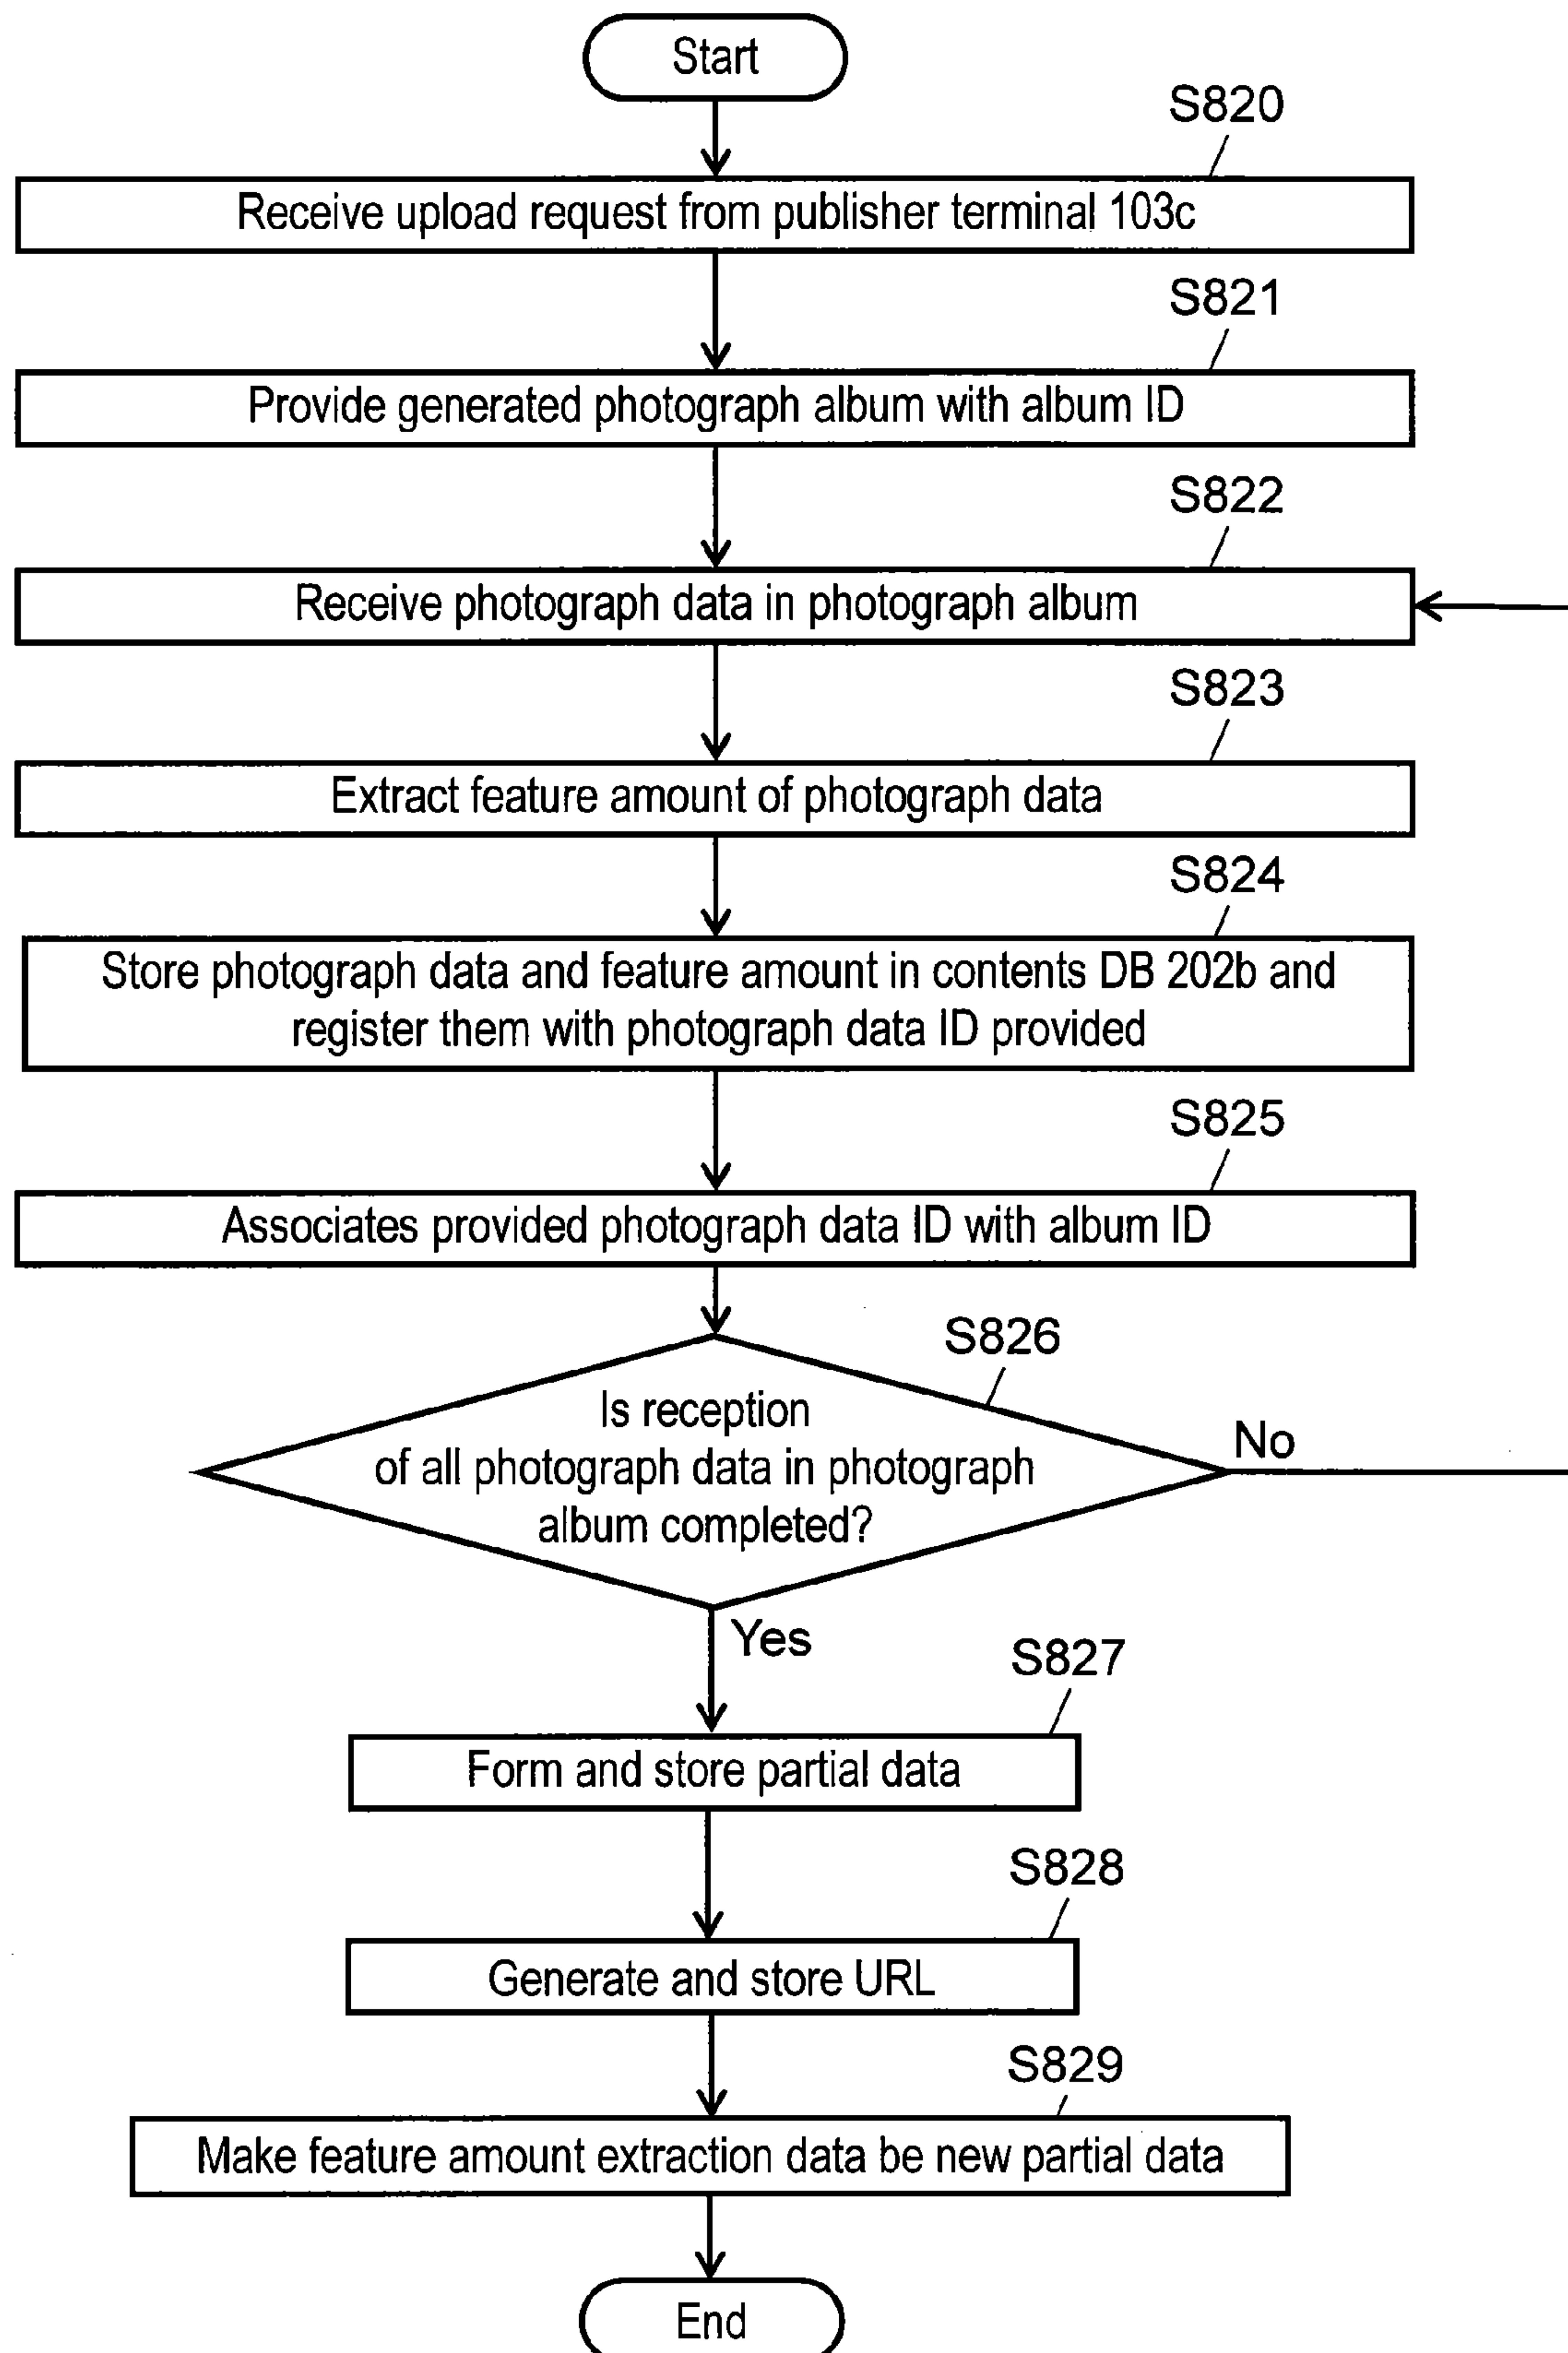 Start
S820
Receive upload request from publisher terminal 103c
S821
Provide generated photograph album with album ID
S822
Receive photograph data in photograph album
S823
Extract feature amount of photograph data
S824
Store photograph data and feature amount in contents DB 202b and
register them with photograph data ID provided
S825
Associates provided photograph data ID with album ID
S826
Is reception
of all photograph data in photograph
album completed?
No
Yes
S827
Form and store partial data
S828
Generate and store URL
S829
Make feature amount extraction data be new partial data
End